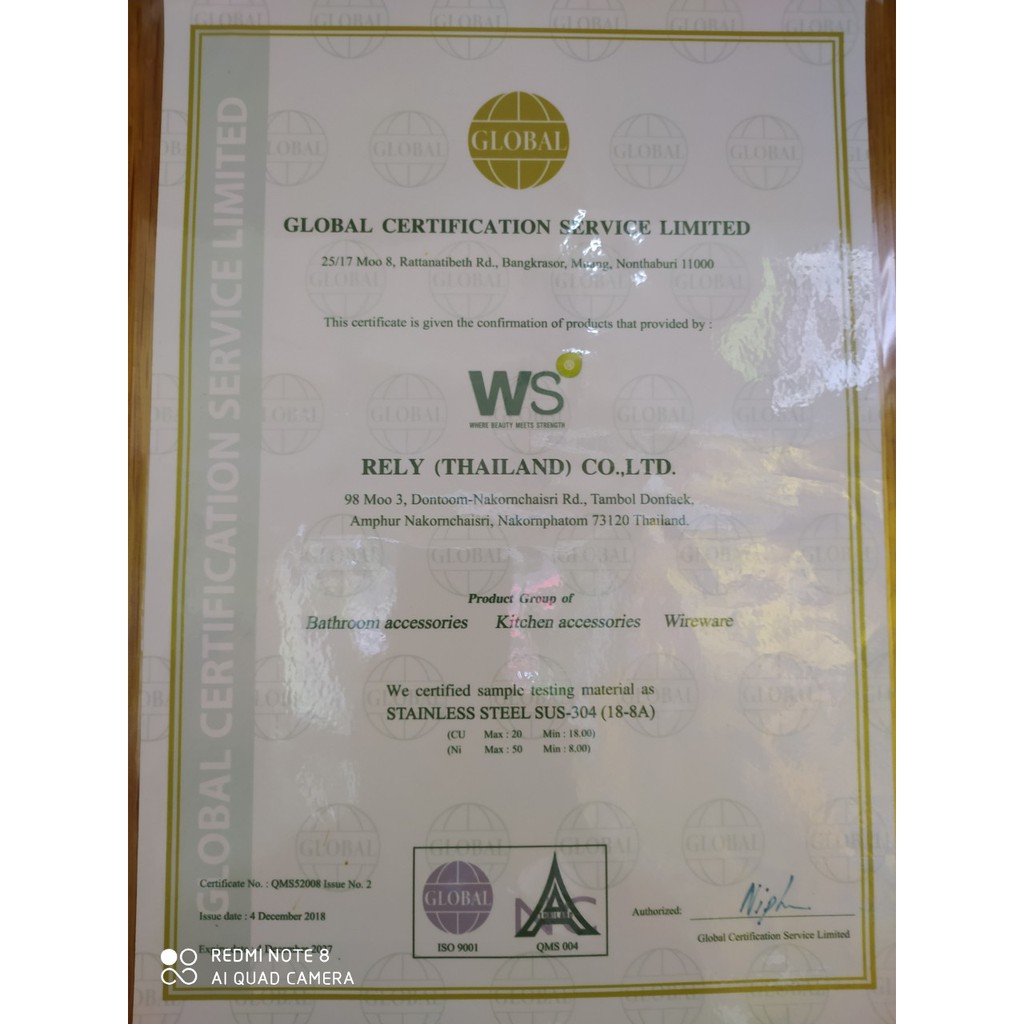 GLOBAL CERTIFICATION SERVICE LIMITED
GLOBAL
GLOBAL CERTIFICATION SERVICE LIMITED
25/17 Moo 8, Rattanatibeth Rd., Bangkrasor, Muang, Nonthaburi 11000
This certificate is given the confirmation of products that provided by :
WS
WHERE BEAUTY MEETS STRENGTH
RELY (THAILAND) CO.,LTD.
98 Moo 3, Dontoom-Nakornchaisri Rd., Tambol Donfaek,
Amphur Nakornchaisri, Nakornphatom 73120 Thailand.
Product Group of
Bathroom accessories Kitchen accessories Wireware
We certified sample testing material as
STAINLESS STEEL SUS-304 (18-8A)
(CU Max : 20 Min : 18.00)
(Ni Max : 50 Min : 8.00)
Certificate No. : QMS52008 Issue No. 2
Issue date : 4 December 2018
GLOBAL
ISO 9001
QMS 004
Authorized:
Global Certification Service Limited
REDMI NOTE 8
AI QUAD CAMERA